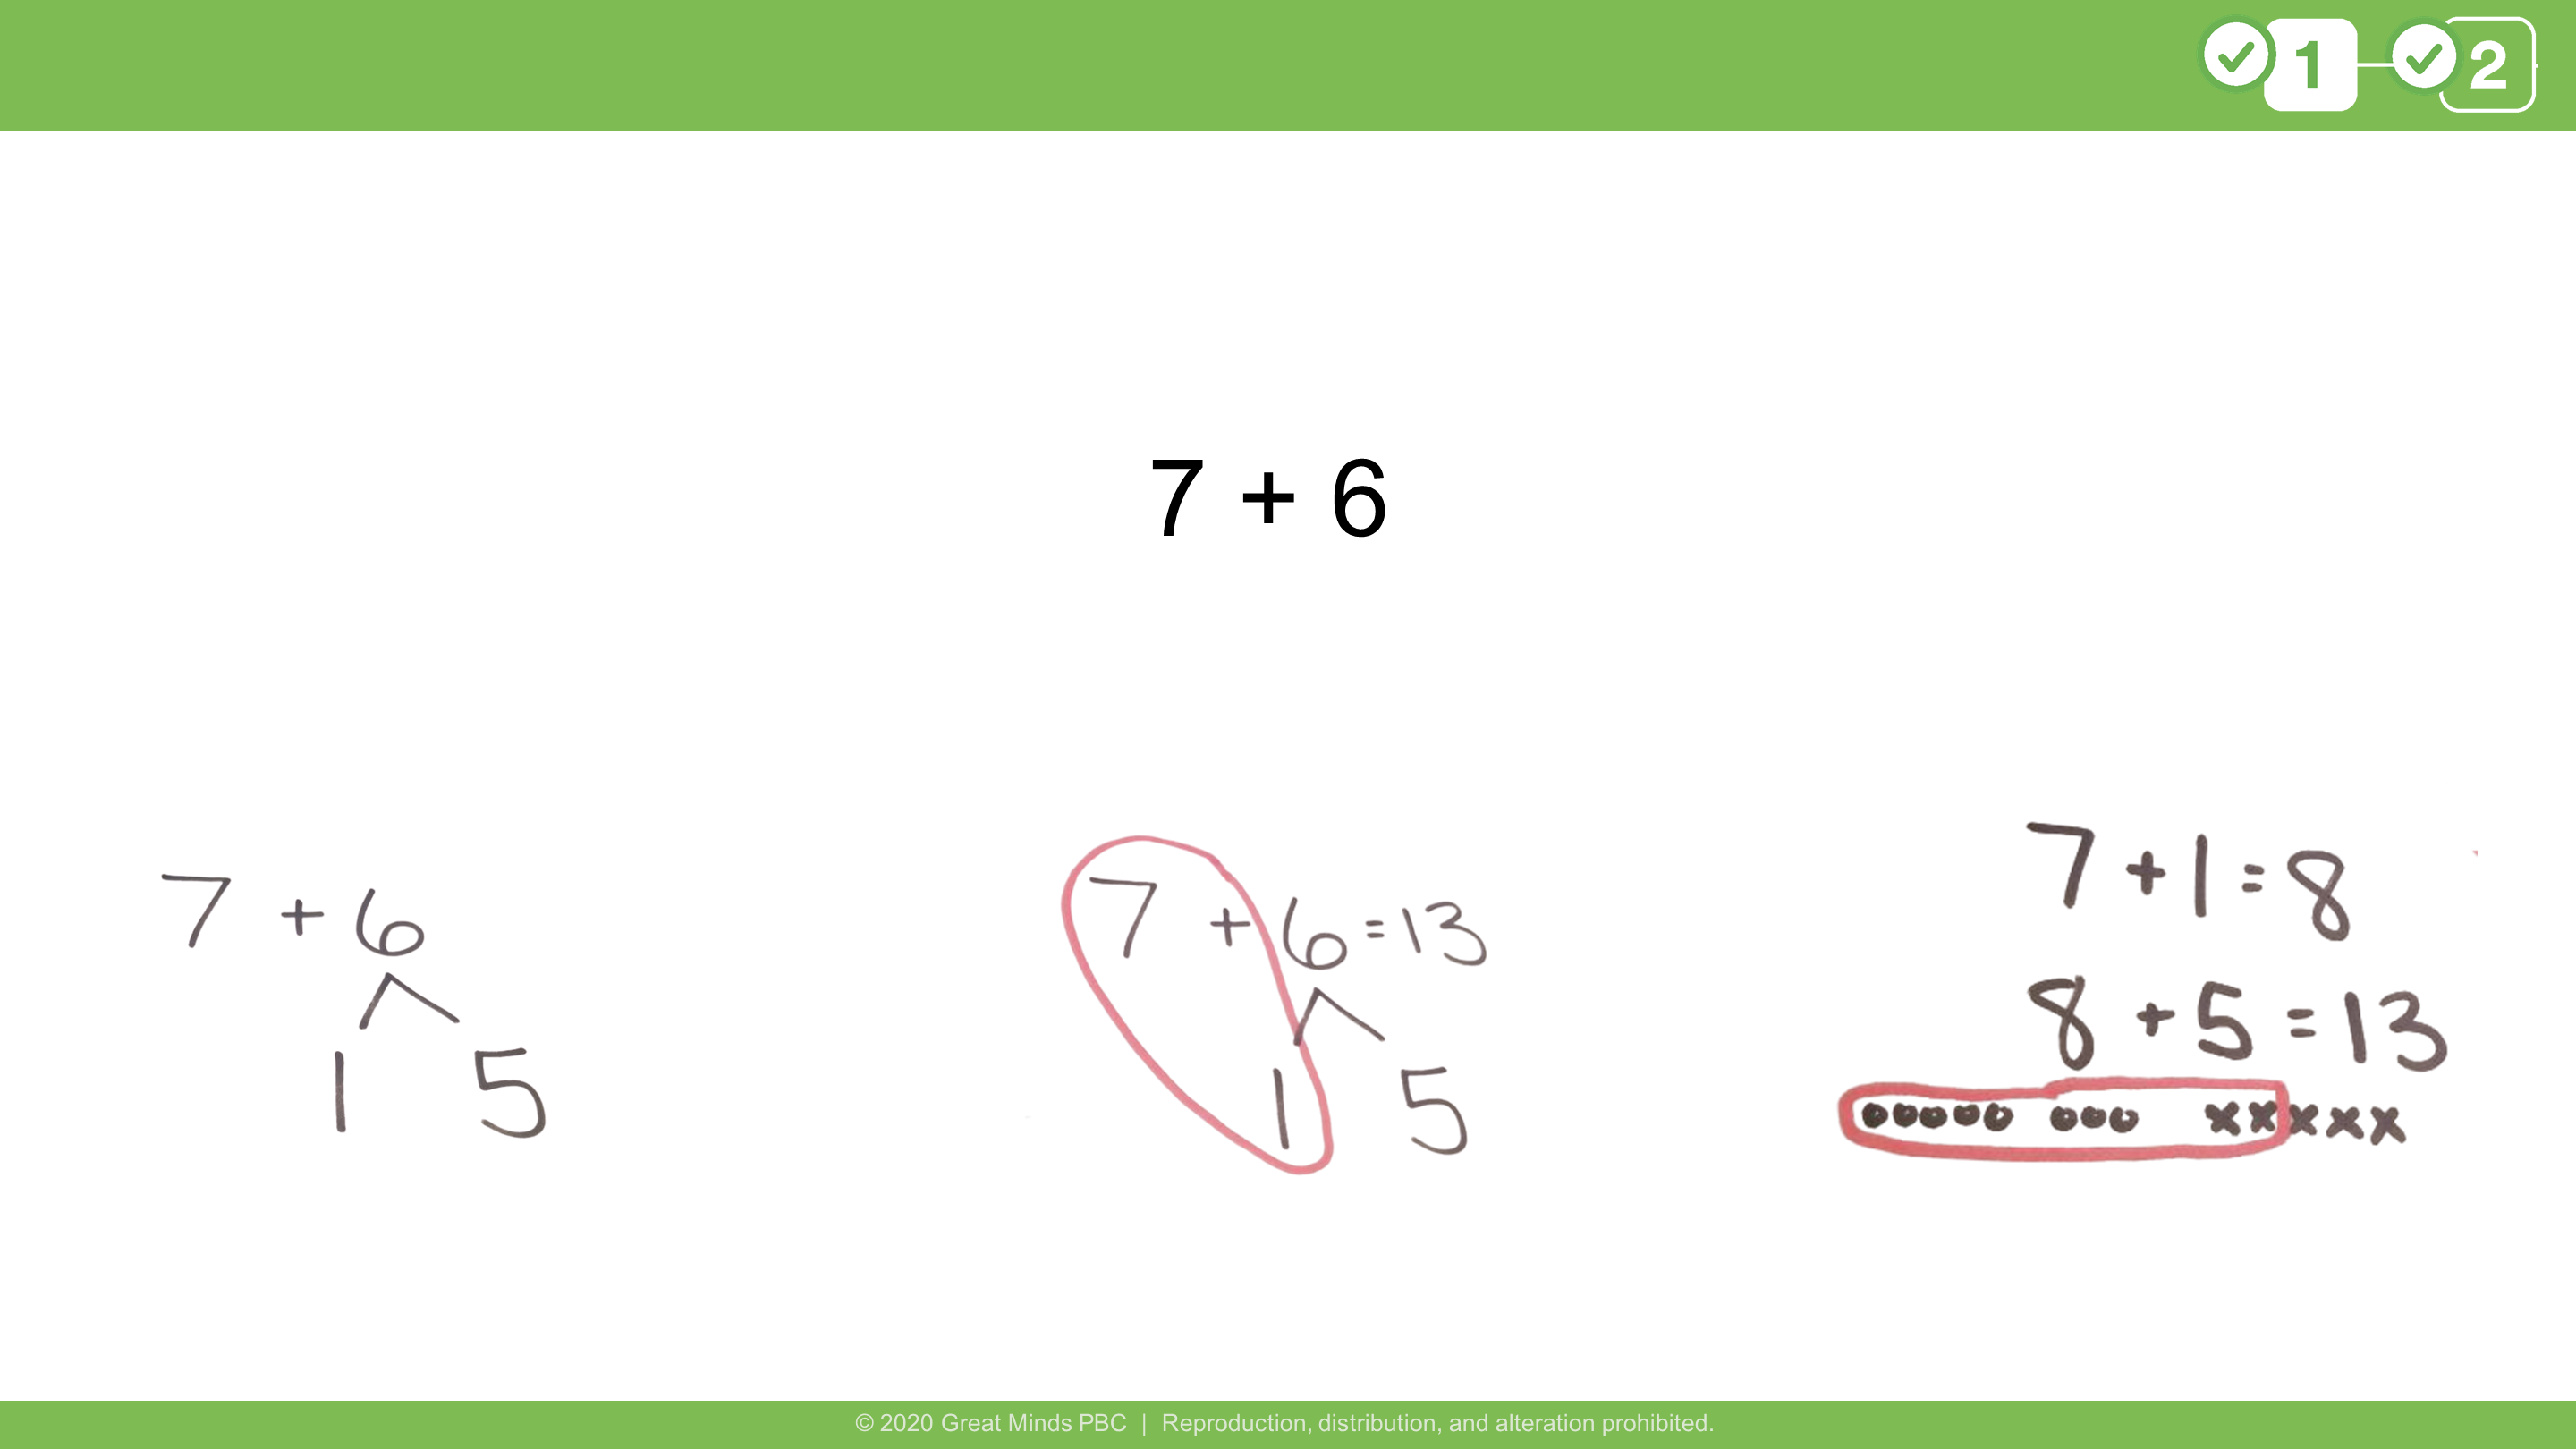 1 2
7 + 6
7 + 6
1 5
7 + 6 = 13
1 5
7 + 1 = 8
8 + 5 = 13
© 2020 Great Minds PBC | Reproduction, distribution, and alteration prohibited.